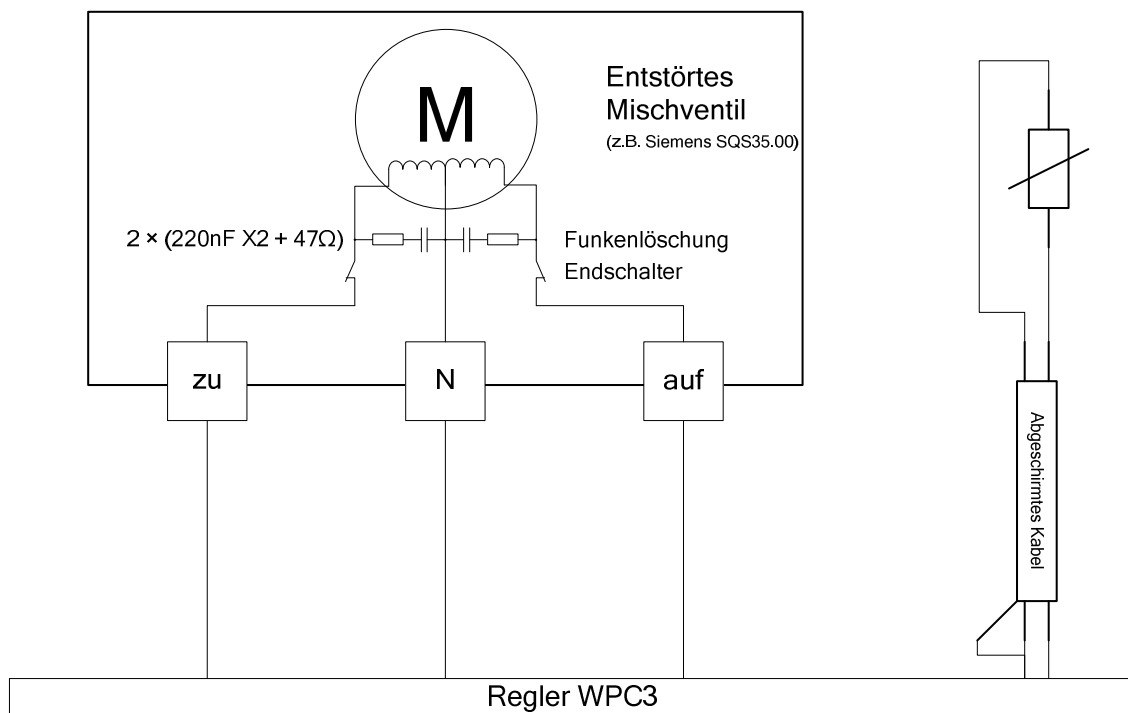 M
Entstörtes
Mischventil
(z.B. Siemens SQS35.00)
2 × (220nF X2 + 47Ω)
Funkenlöschung
Endschalter
zu
N
auf
Abgeschirmtes Kabel
Regler WPC3